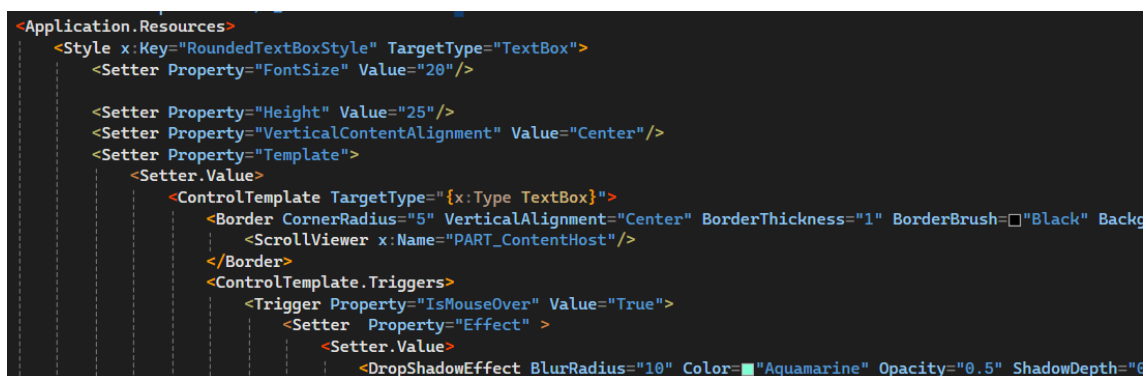 <Application.Resources>
<Style x:Key="RoundedTextBoxStyle" TargetType="TextBox">
<Setter Property="FontSize" Value="20"/>
<Setter Property="Height" Value="25"/>
<Setter Property="VerticalContentAlignment" Value="Center"/>
<Setter Property="Template">
<Setter.Value>
<ControlTemplate TargetType="{x:Type TextBox}">
<Border CornerRadius="5" VerticalAlignment="Center" BorderThickness="1" BorderBrush="Black"
<ScrollViewer x:Name="PART_ContentHost"/>
</Border>
<ControlTemplate.Triggers>
<Trigger Property="IsMouseOver" Value="True">
<Setter  Property="Effect" >
<Setter.Value>
<DropShadowEffect BlurRadius="10" Color="Aquamarine" Opacity="0.5" ShadowDepth=